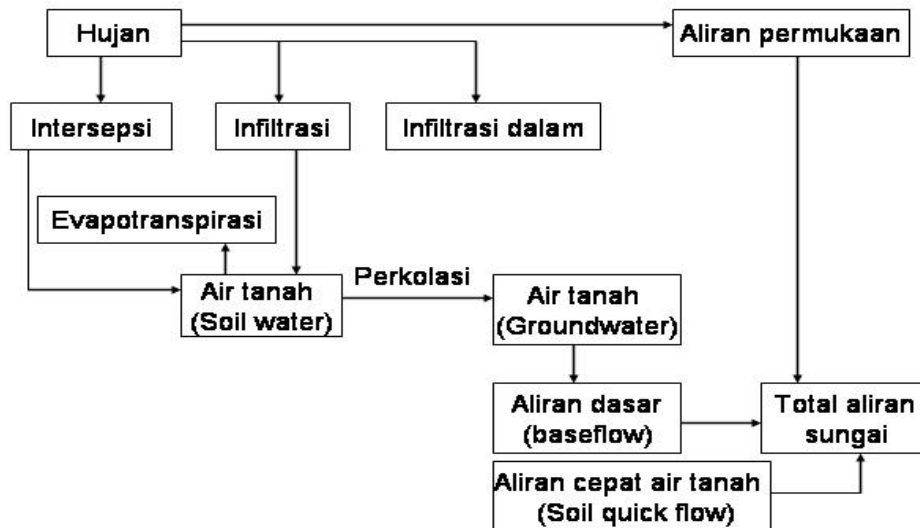 Hujan
Aliran permukaan
Intersepsi
Infiltrasi
Infiltrasi dalam
Evapotranspirasi
Air tanah
(Soil water)
Perkolasi
Air tanah
(Groundwater)
Aliran dasar
(baseflow)
Total aliran
sungai
Aliran cepat air tanah
(Soil quick flow)